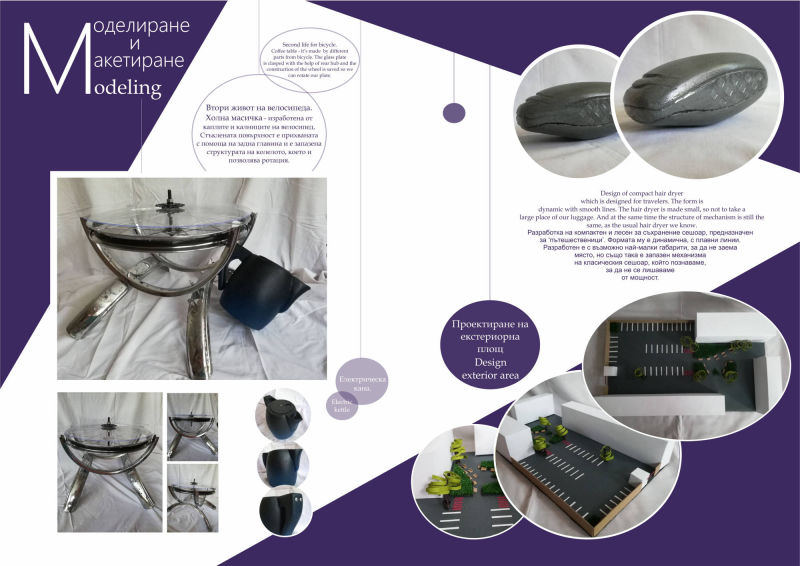 Моделиране
и
макетиране
Modeling
Second life for bicycle.
Coffee table - it's made by different
parts from bicycle. The glass plate
is clasped with the help of rear hub and the
construction of the wheel is saved so we
can rotate our plate.
Втори живот на велосипеда.
Холна масичка - изработена от
каплите и калниците на велосипед.
Стъклената повърхност е прихваната
с помоща на задна главина и е запазена
структурата на колелото, което и
позволява ротация.
Design of compact hair dryer
which is designed for travelers. The form is
dynamic with smooth lines. The hair dryer is made small, so not to take a
large place of our luggage. And at the same time the structure of mechanism is still the
same, as the usual hair dryer we know.
Разработка на компактен и лесен за съхранение сешоар, предназначен
за 'пътешественици'. Формата му е динамична, с плавни линии.
Разработен е с възможно най-малки габарити, за да не заема
място, но също така е запазен механизма
на класическия сешоар, който познаваме,
за да не се лишаваме
от мощност.
Проектиране на
екстериорна
площ
Design
exterior area
Електрическа
кана.
Electric
kettle